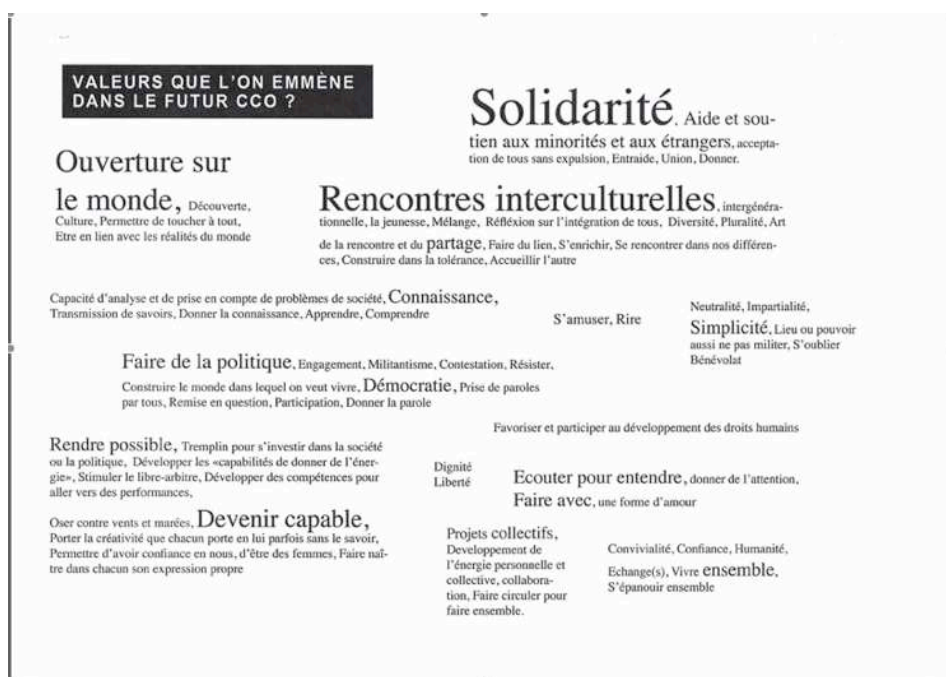 VALEURS QUE L'ON EMMÈNE
DANS LE FUTUR CCO ?
Solidarité, Aide et sou-
tien aux minorités et aux étrangers, accepta-
tion de tous sans expulsion, Entraide, Union, Donner.
Ouverture sur
le monde, Découverte,
Culture, Permettre de toucher à tout,
Etre en lien avec les réalités du monde
Rencontres interculturelles, intergénéra-
tionnelle, la jeunesse, Mélange, Réfléxion sur l'intégration de tous, Diversité, Pluralité, Art
de la rencontre et du partage, Faire du lien, S'enrichir, Se rencontrer dans nos différen-
ces, Construire dans la tolérance, Accueillir l'autre
Capacité d'analyse et de prise en compte de problèmes de société, Connaissance,
Transmission de savoirs, Donner la connaissance, Apprendre, Comprendre
S'amuser, Rire
Neutralité, Impartialité,
Simplicité, Lieu ou pouvoir
aussi ne pas militer, S'oublier
Bénévolat
Faire de la politique, Engagement, Militantisme, Contestation, Résister,
Construire le monde dans lequel on veut vivre, Démocratie, Prise de paroles
par tous, Remise en question, Participation, Donner la parole
Favoriser et participer au développement des droits humains
Rendre possible, Tremplin pour s'investir dans la société
ou la politique, Développer les «capabilités de donner de l'éner-
gie», Stimuler le libre-arbitre, Développer des compétences pour
aller vers des performances,
Dignité
Liberté
Ecouter pour entendre, donner de l'attention,
Faire avec, une forme d'amour
Oser contre vents et marées, Devenir capable,
Porter la créativité que chacun porte en lui parfois sans le savoir,
Permettre d'avoir confiance en nous, d'être des femmes, Faire naî-
tre dans chacun son expression propre
Projets collectifs,
Developpement de
l'énergie personnelle et
collective, collabora-
tion, Faire circuler pour
faire ensemble.
Convivialité, Confiance, Humanité,
Echange(s), Vivre ensemble,
S'épanouir ensemble